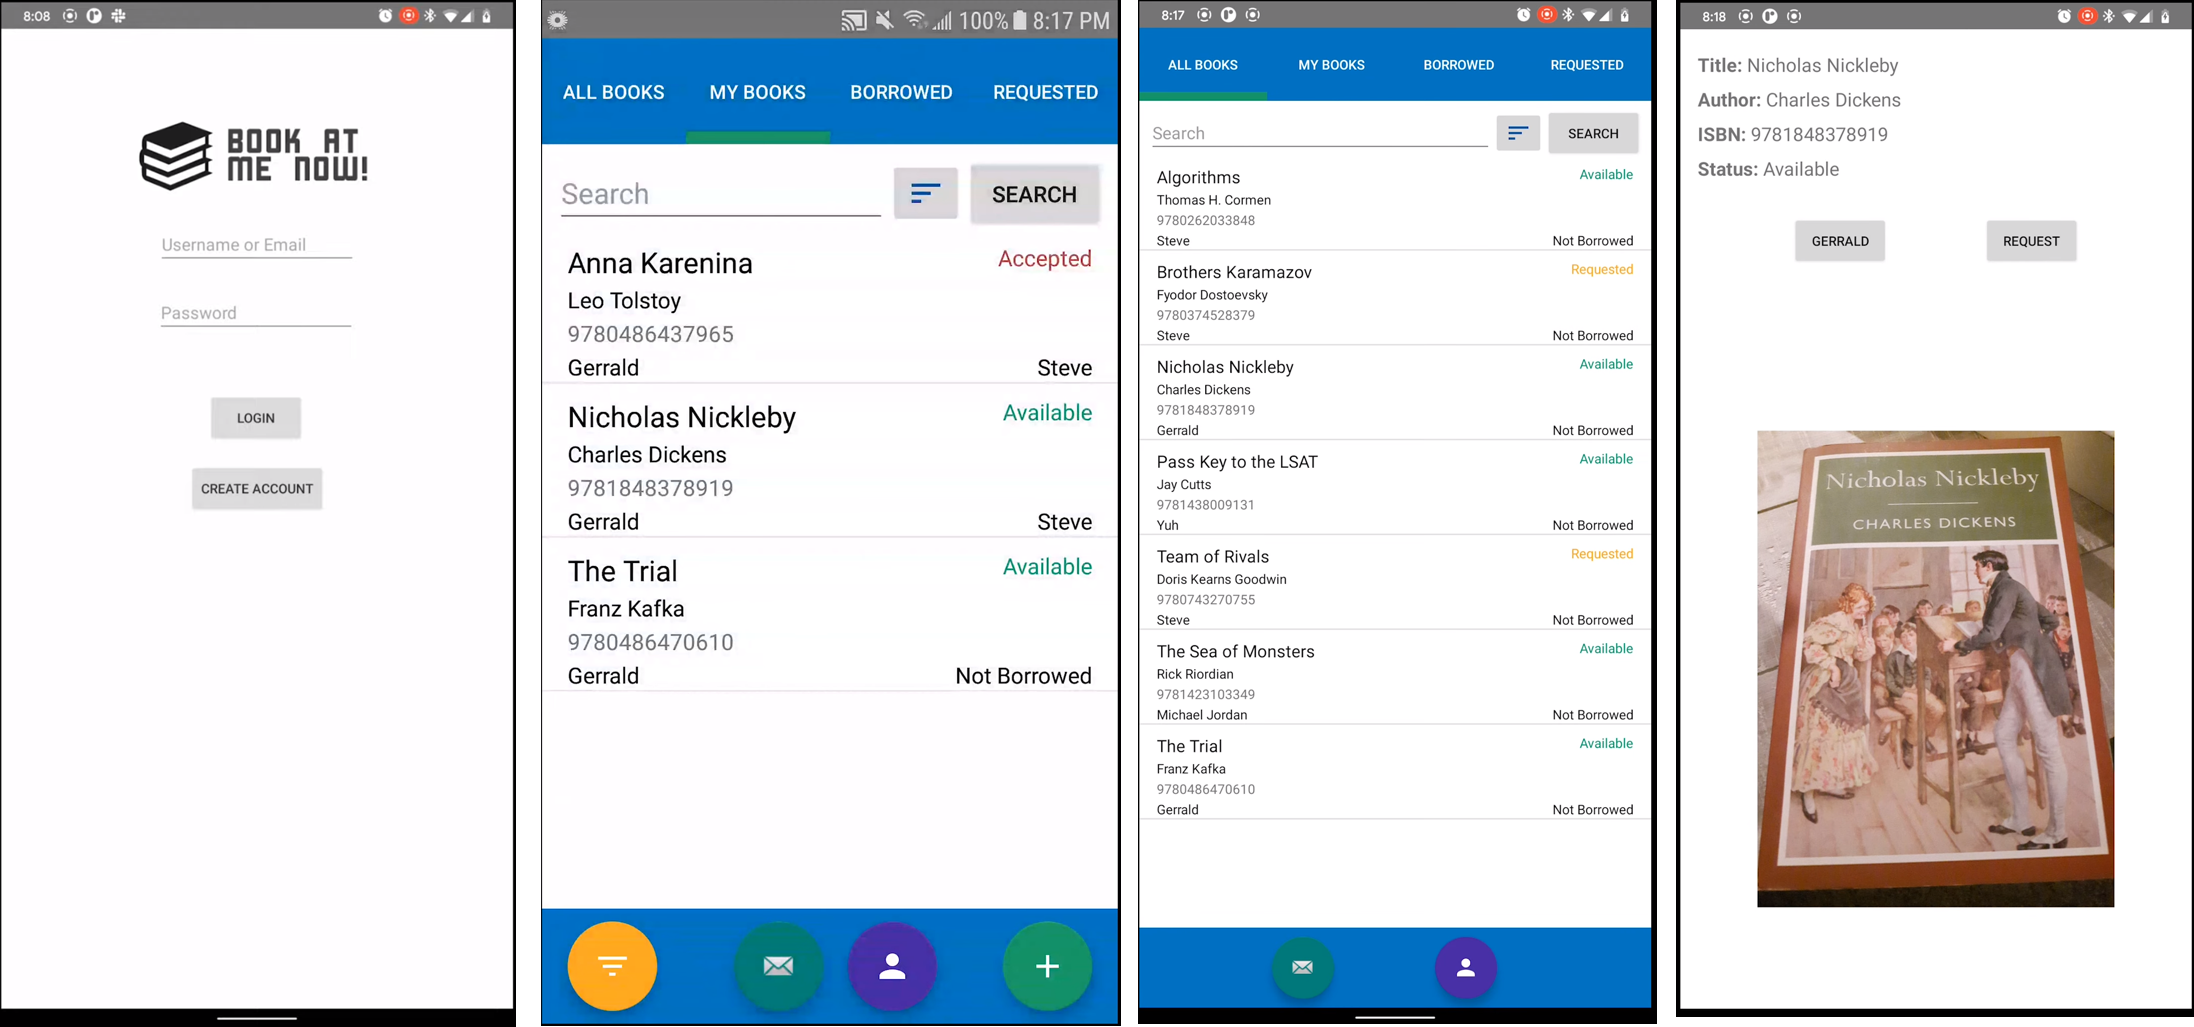 8:08
BOOK AT
ME NOW!
Username or Email
Password
LOGIN
CREATE ACCOUNT
100% 8:17 PM
ALL BOOKS MY BOOKS BORROWED REQUESTED
Search SEARCH
Anna Karenina Accepted
Leo Tolstoy
9780486437965
Gerrald Steve
Nicholas Nickleby Available
Charles Dickens
9781848378919
Gerrald Steve
The Trial Available
Franz Kafka
9780486470610
Gerrald Not Borrowed
8:17
ALL BOOKS MY BOOKS BORROWED REQUESTED
Search SEARCH
Algorithms Available
Thomas H. Cormen
9780262033848
Steve Not Borrowed
Brothers Karamazov Requested
Fyodor Dostoevsky
9780374528379
Steve Not Borrowed
Nicholas Nickleby Available
Charles Dickens
9781848378919
Gerrald Not Borrowed
Pass Key to the LSAT Available
Jay Cutts
9781438009131
Yuh Not Borrowed
Team of Rivals Requested
Doris Kearns Goodwin
9780743270755
Steve Not Borrowed
The Sea of Monsters Available
Rick Riordian
9781423103349
Michael Jordan Not Borrowed
The Trial Available
Franz Kafka
9780486470610
Gerrald Not Borrowed
8:18
Title: Nicholas Nickleby
Author: Charles Dickens
ISBN: 9781848378919
Status: Available
GERRALD REQUEST
Nicholas Nickleby
CHARLES DICKENS